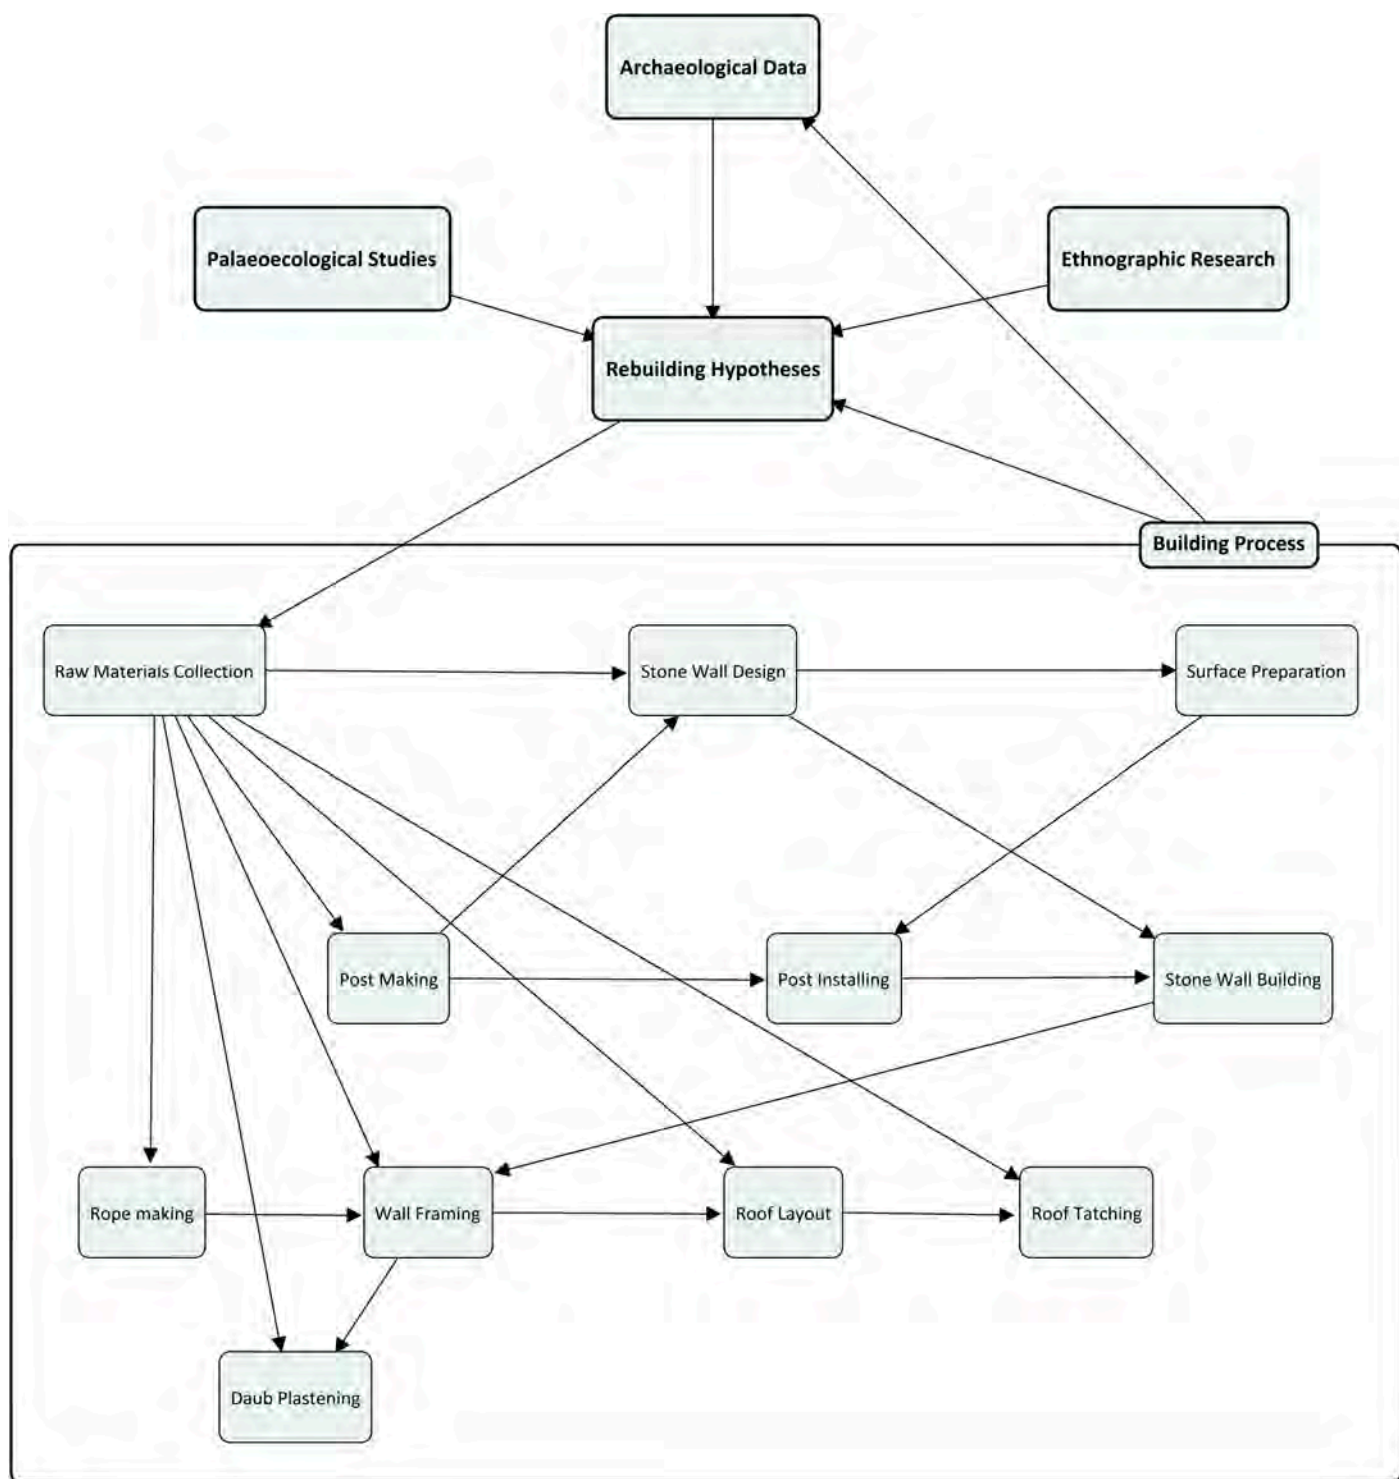 Archaeological Data
Palaeoecological Studies
Ethnographic Research
Rebuilding Hypotheses
Building Process
Raw Materials Collection
Stone Wall Design
Surface Preparation
Post Making
Post Installing
Stone Wall Building
Rope making
Wall Framing
Roof Layout
Roof Tatching
Daub Plastening